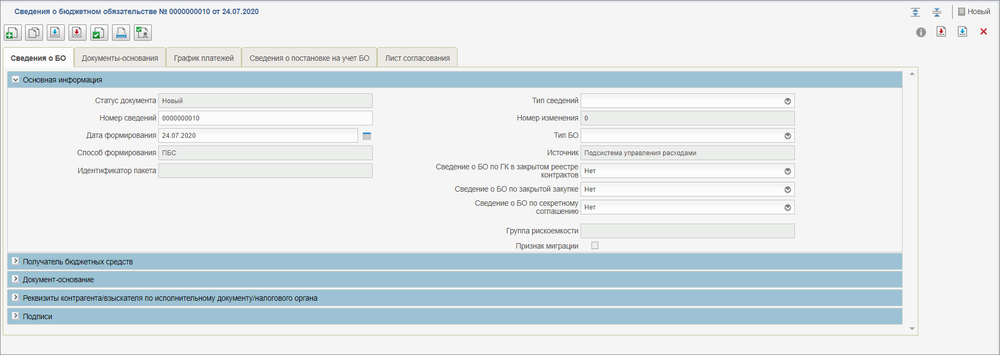 Сведения о бюджетном обязательстве № 0000000010 от 24.07.2020
Новый
Сведения о БО
Документы-основания
График платежей
Сведения о постановке на учет БО
Лист согласования
Основная информация
Статус документа
Новый
Тип сведений
Номер сведений
0000000010
Номер изменения
0
Дата формирования
24.07.2020
Тип БО
Способ формирования
ПБС
Источник
Подсистема управления расходами
Идентификатор пакета
Сведение о БО по ГК в закрытом реестре
контрактов
Нет
Сведение о БО по закрытой закупке
Нет
Сведение о БО по секретному
соглашению
Нет
Группа рискоемкости
Признак миграции
Получатель бюджетных средств
Документ-основание
Реквизиты контрагента/взыскателя по исполнительному документу/налогового органа
Подписи